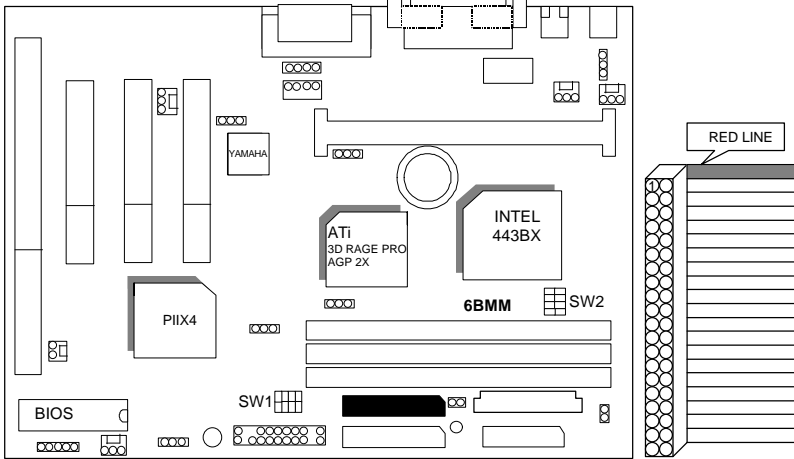 RED LINE
1
YAMAHA
INTEL
443BX
ATi
3D RAGE PRO
AGP 2X
6BMM
SW2
PIIX4
SW1
BIOS